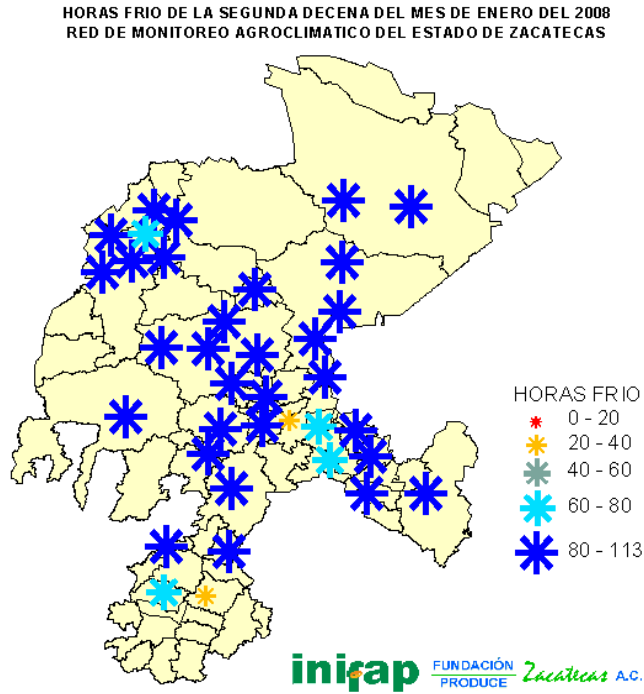 HORAS FRIO DE LA SEGUNDA DECENA DEL MES DE ENERO DEL 2008
RED DE MONITOREO AGROCLIMATICO DEL ESTADO DE ZACATECAS
HORAS FRIO
0 - 20
20 - 40
40 - 60
60 - 80
80 - 113
inifap
FUNDACIÓN
PRODUCE
Zacatecas A.C.